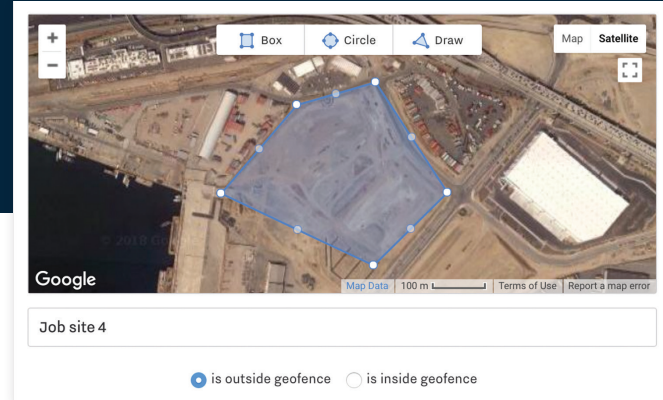 +
−
Box
Circle
Draw
Map
Satellite
© 2018 Google
Google
Map Data
100 m
Terms of Use
Report a map error
Job site 4
is outside geofence
is inside geofence